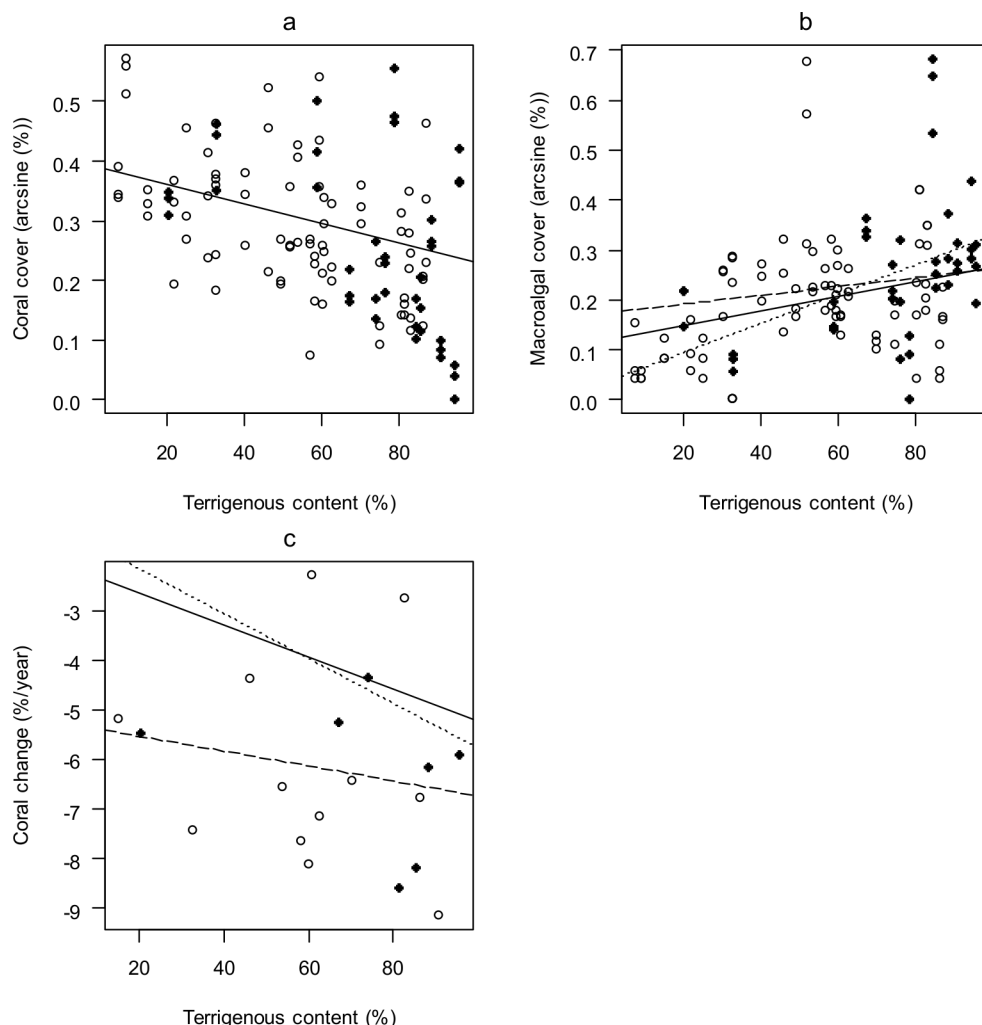 a
b
Coral cover (arcsine (%))
0.5
0.4
0.3
0.2
0.1
0.0
20 40 60 80
Terrigenous content (%)
Macroalgal cover (arcsine (%))
0.7
0.6
0.5
0.4
0.3
0.2
0.1
0.0
20 40 60 80
Terrigenous content (%)
c
Coral change (%/year)
-3
-4
-5
-6
-7
-8
-9
20 40 60 80
Terrigenous content (%)